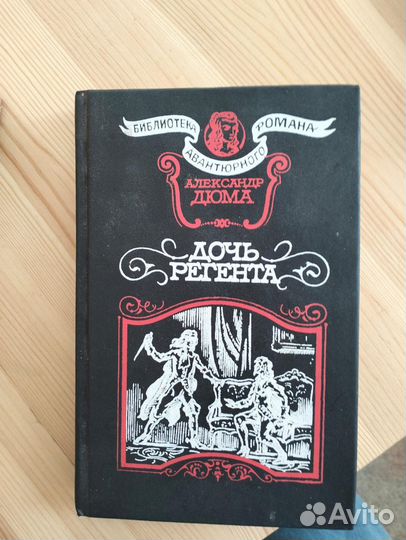 БИБЛИОТЕКА
АВАНТЮРНОГО
РОМАНА
АЛЕКСАНДР
ДЮМА
ДОЧЬ
РЕГЕНТА
Avito